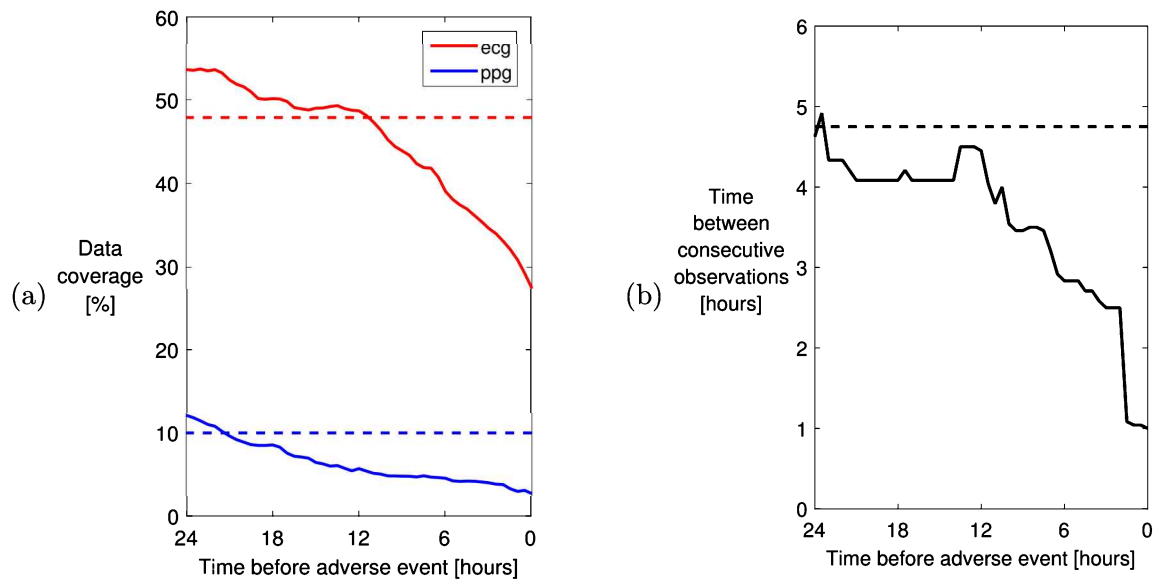 (a)
Data
coverage
[%]
60
50
40
30
20
10
0
ecg
ppg
24 18 12 6 0
Time before adverse event [hours]
(b)
Time
between
consecutive
observations
[hours]
6
5
4
3
2
1
0
24 18 12 6 0
Time before adverse event [hours]